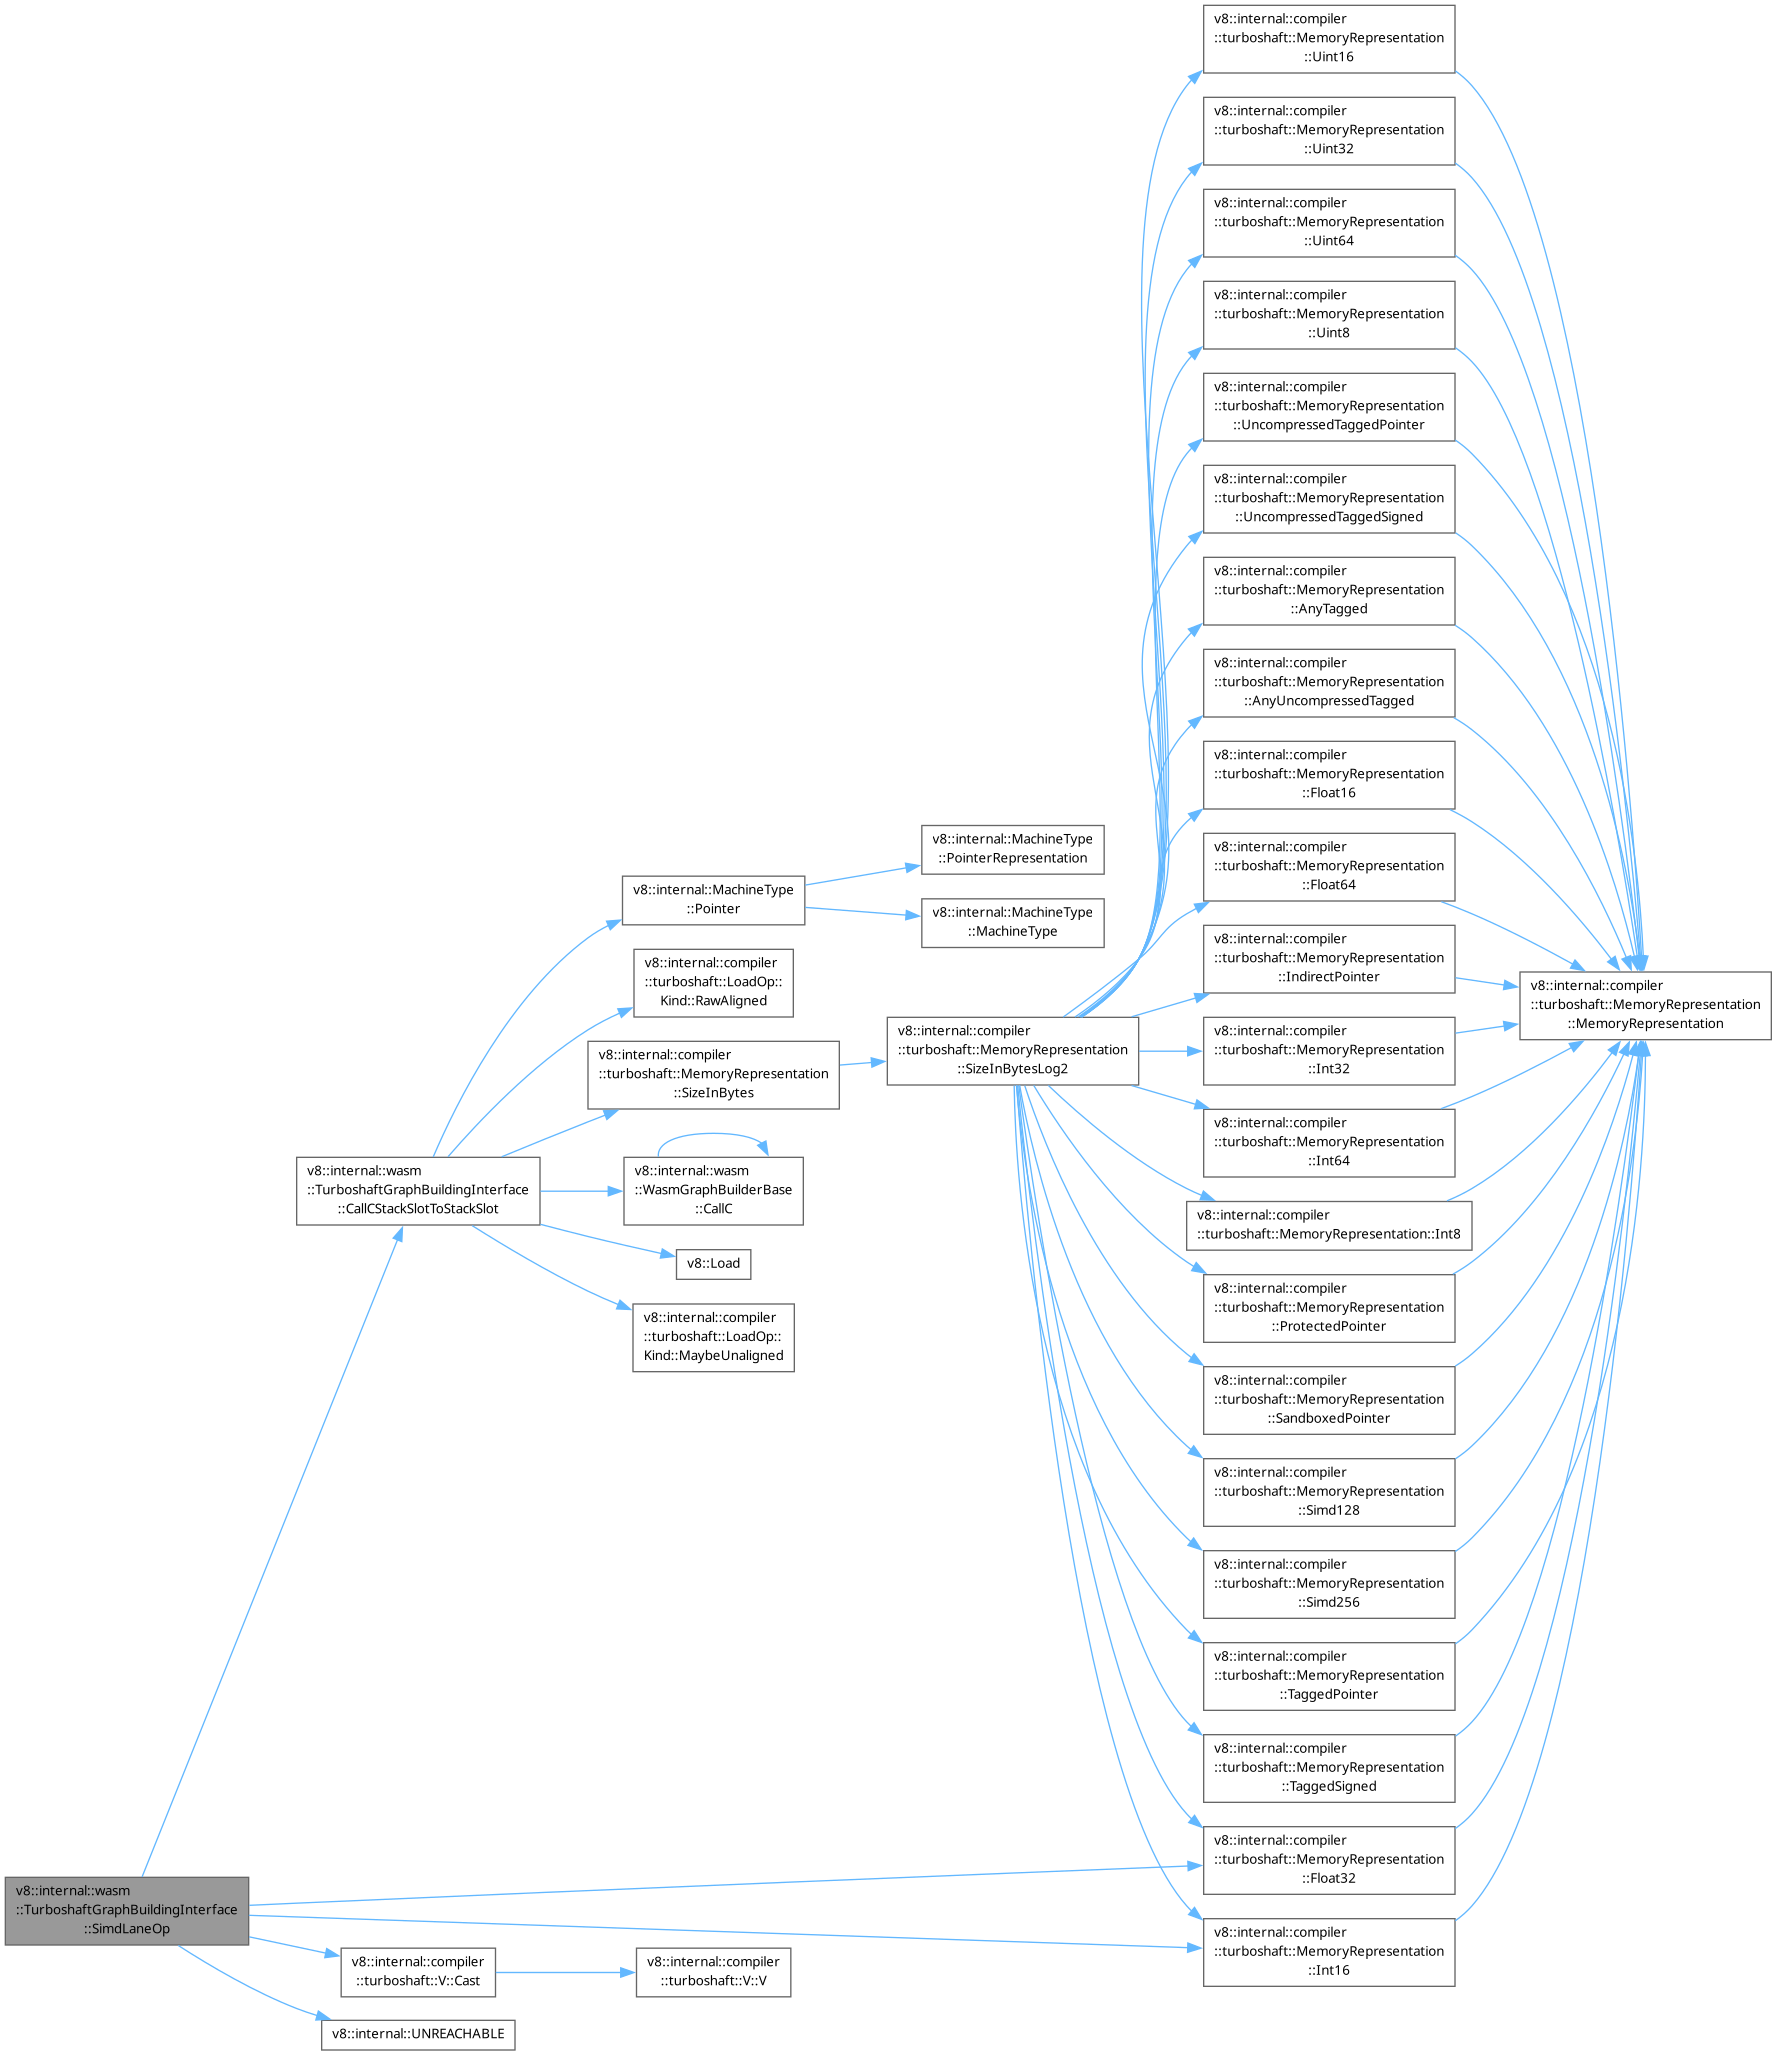 v8::internal::wasm
::TurboshaftGraphBuildingInterface
::SimdLaneOp
v8::internal::wasm
::TurboshaftGraphBuildingInterface
::CallCStackSlotToStackSlot
v8::internal::MachineType
::Pointer
v8::internal::MachineType
::PointerRepresentation
v8::internal::MachineType
::MachineType
v8::internal::compiler
::turboshaft::LoadOp::
Kind::RawAligned
v8::internal::compiler
::turboshaft::MemoryRepresentation
::SizeInBytes
v8::internal::compiler
::turboshaft::MemoryRepresentation
::SizeInBytesLog2
v8::internal::wasm
::WasmGraphBuilderBase
::CallC
v8::Load
v8::internal::compiler
::turboshaft::LoadOp::
Kind::MaybeUnaligned
v8::internal::compiler
::turboshaft::MemoryRepresentation
::Uint16
v8::internal::compiler
::turboshaft::MemoryRepresentation
::Uint32
v8::internal::compiler
::turboshaft::MemoryRepresentation
::Uint64
v8::internal::compiler
::turboshaft::MemoryRepresentation
::Uint8
v8::internal::compiler
::turboshaft::MemoryRepresentation
::UncompressedTaggedPointer
v8::internal::compiler
::turboshaft::MemoryRepresentation
::UncompressedTaggedSigned
v8::internal::compiler
::turboshaft::MemoryRepresentation
::AnyTagged
v8::internal::compiler
::turboshaft::MemoryRepresentation
::AnyUncompressedTagged
v8::internal::compiler
::turboshaft::MemoryRepresentation
::Float16
v8::internal::compiler
::turboshaft::MemoryRepresentation
::Float64
v8::internal::compiler
::turboshaft::MemoryRepresentation
::IndirectPointer
v8::internal::compiler
::turboshaft::MemoryRepresentation
::Int32
v8::internal::compiler
::turboshaft::MemoryRepresentation
::Int64
v8::internal::compiler
::turboshaft::MemoryRepresentation::Int8
v8::internal::compiler
::turboshaft::MemoryRepresentation
::ProtectedPointer
v8::internal::compiler
::turboshaft::MemoryRepresentation
::SandboxedPointer
v8::internal::compiler
::turboshaft::MemoryRepresentation
::Simd128
v8::internal::compiler
::turboshaft::MemoryRepresentation
::Simd256
v8::internal::compiler
::turboshaft::MemoryRepresentation
::TaggedPointer
v8::internal::compiler
::turboshaft::MemoryRepresentation
::TaggedSigned
v8::internal::compiler
::turboshaft::MemoryRepresentation
::Float32
v8::internal::compiler
::turboshaft::MemoryRepresentation
::Int16
v8::internal::compiler
::turboshaft::MemoryRepresentation
::MemoryRepresentation
v8::internal::compiler
::turboshaft::V::Cast
v8::internal::compiler
::turboshaft::V::V
v8::internal::UNREACHABLE